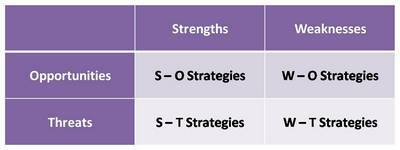 Strengths Weaknesses
Opportunities S – O Strategies W – O Strategies
Threats S – T Strategies W – T Strategies